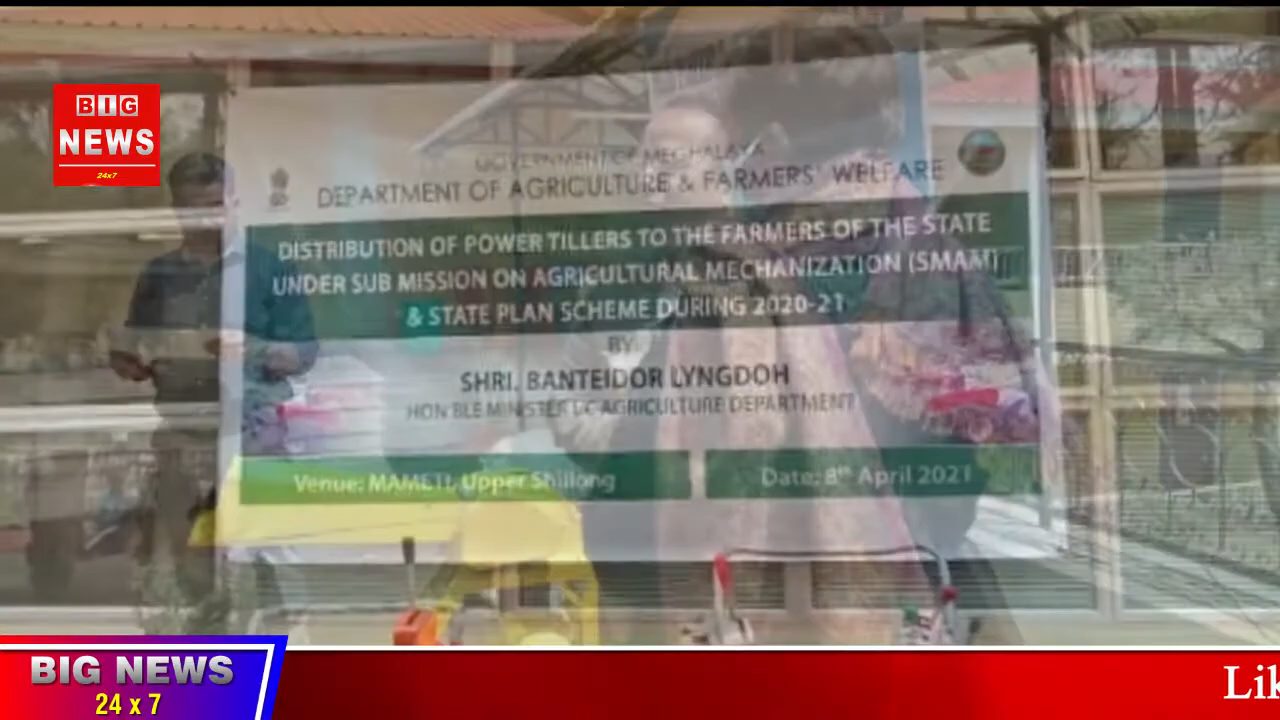 BIG
NEWS
24x7
GOVERNMENT OF MEGHALAYA
DEPARTMENT OF AGRICULTURE & FARMERS' WELFARE
DISTRIBUTION OF POWER TILLERS TO THE FARMERS OF THE STATE
UNDER SUB MISSION ON AGRICULTURAL MECHANIZATION (SMAM)
& STATE PLAN SCHEME DURING 2020-21
BY
SHRI. BANTEIDOR LYNGDOH
HON'BLE MINISTER I/C AGRICULTURE DEPARTMENT
Venue: MAMETI, Upper Shillong
Date: 8th April 2021
BIG NEWS
24 x 7
Lik